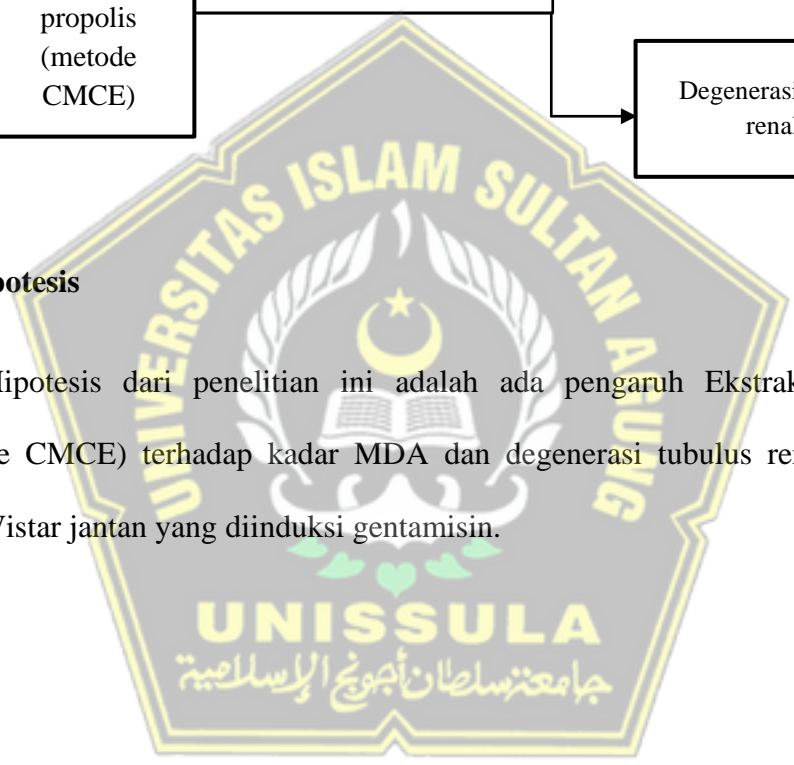 propolis
(metode
CMCE)
Degenerasi
renal
UNIVERSITAS ISLAM SULTAN AGUNG
potesis
Hipotesis dari penelitian ini adalah ada pengaruh Ekstrak
e CMCE) terhadap kadar MDA dan degenerasi tubulus
Wistar jantan yang diinduksi gentamisin.
UNISSULA
جامعة سلطان أجونج الإسلامية